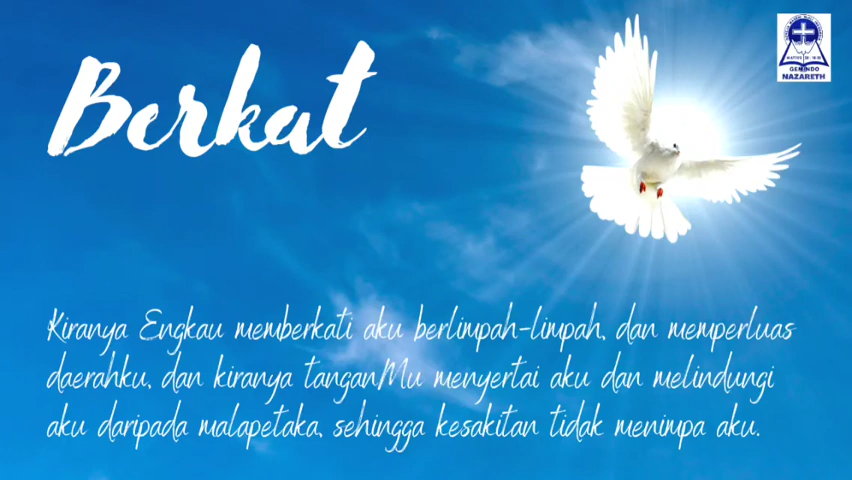 Berkat
GEMINDO
NAZARETH
Kiranya Engkau memberkati aku berlimpah-limpah, dan memperluas
daerahku, dan kiranya tanganMu menyertai aku dan melindungi
aku daripada malapetaka, sehingga kesakitan tidak menimpa aku.